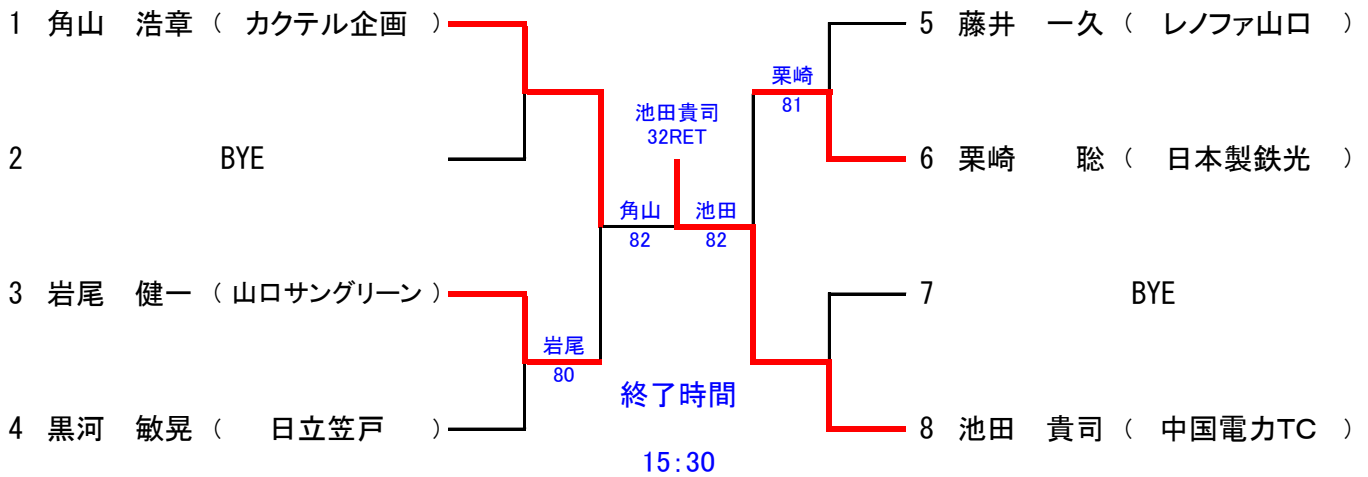 1 角山 浩章 ( カクテル企画 )
2 BYE
3 岩尾 健一 ( 山口サングリーン )
4 黒河 敏晃 ( 日立笠戸 )
岩尾
80
角山
82
池田貴司
32RET
池田
82
栗崎
81
5 藤井 一久 ( レノファ山口 )
6 栗崎 聡 ( 日本製鉄光 )
7 BYE
8 池田 貴司 ( 中国電力TC )
終了時間
15:30